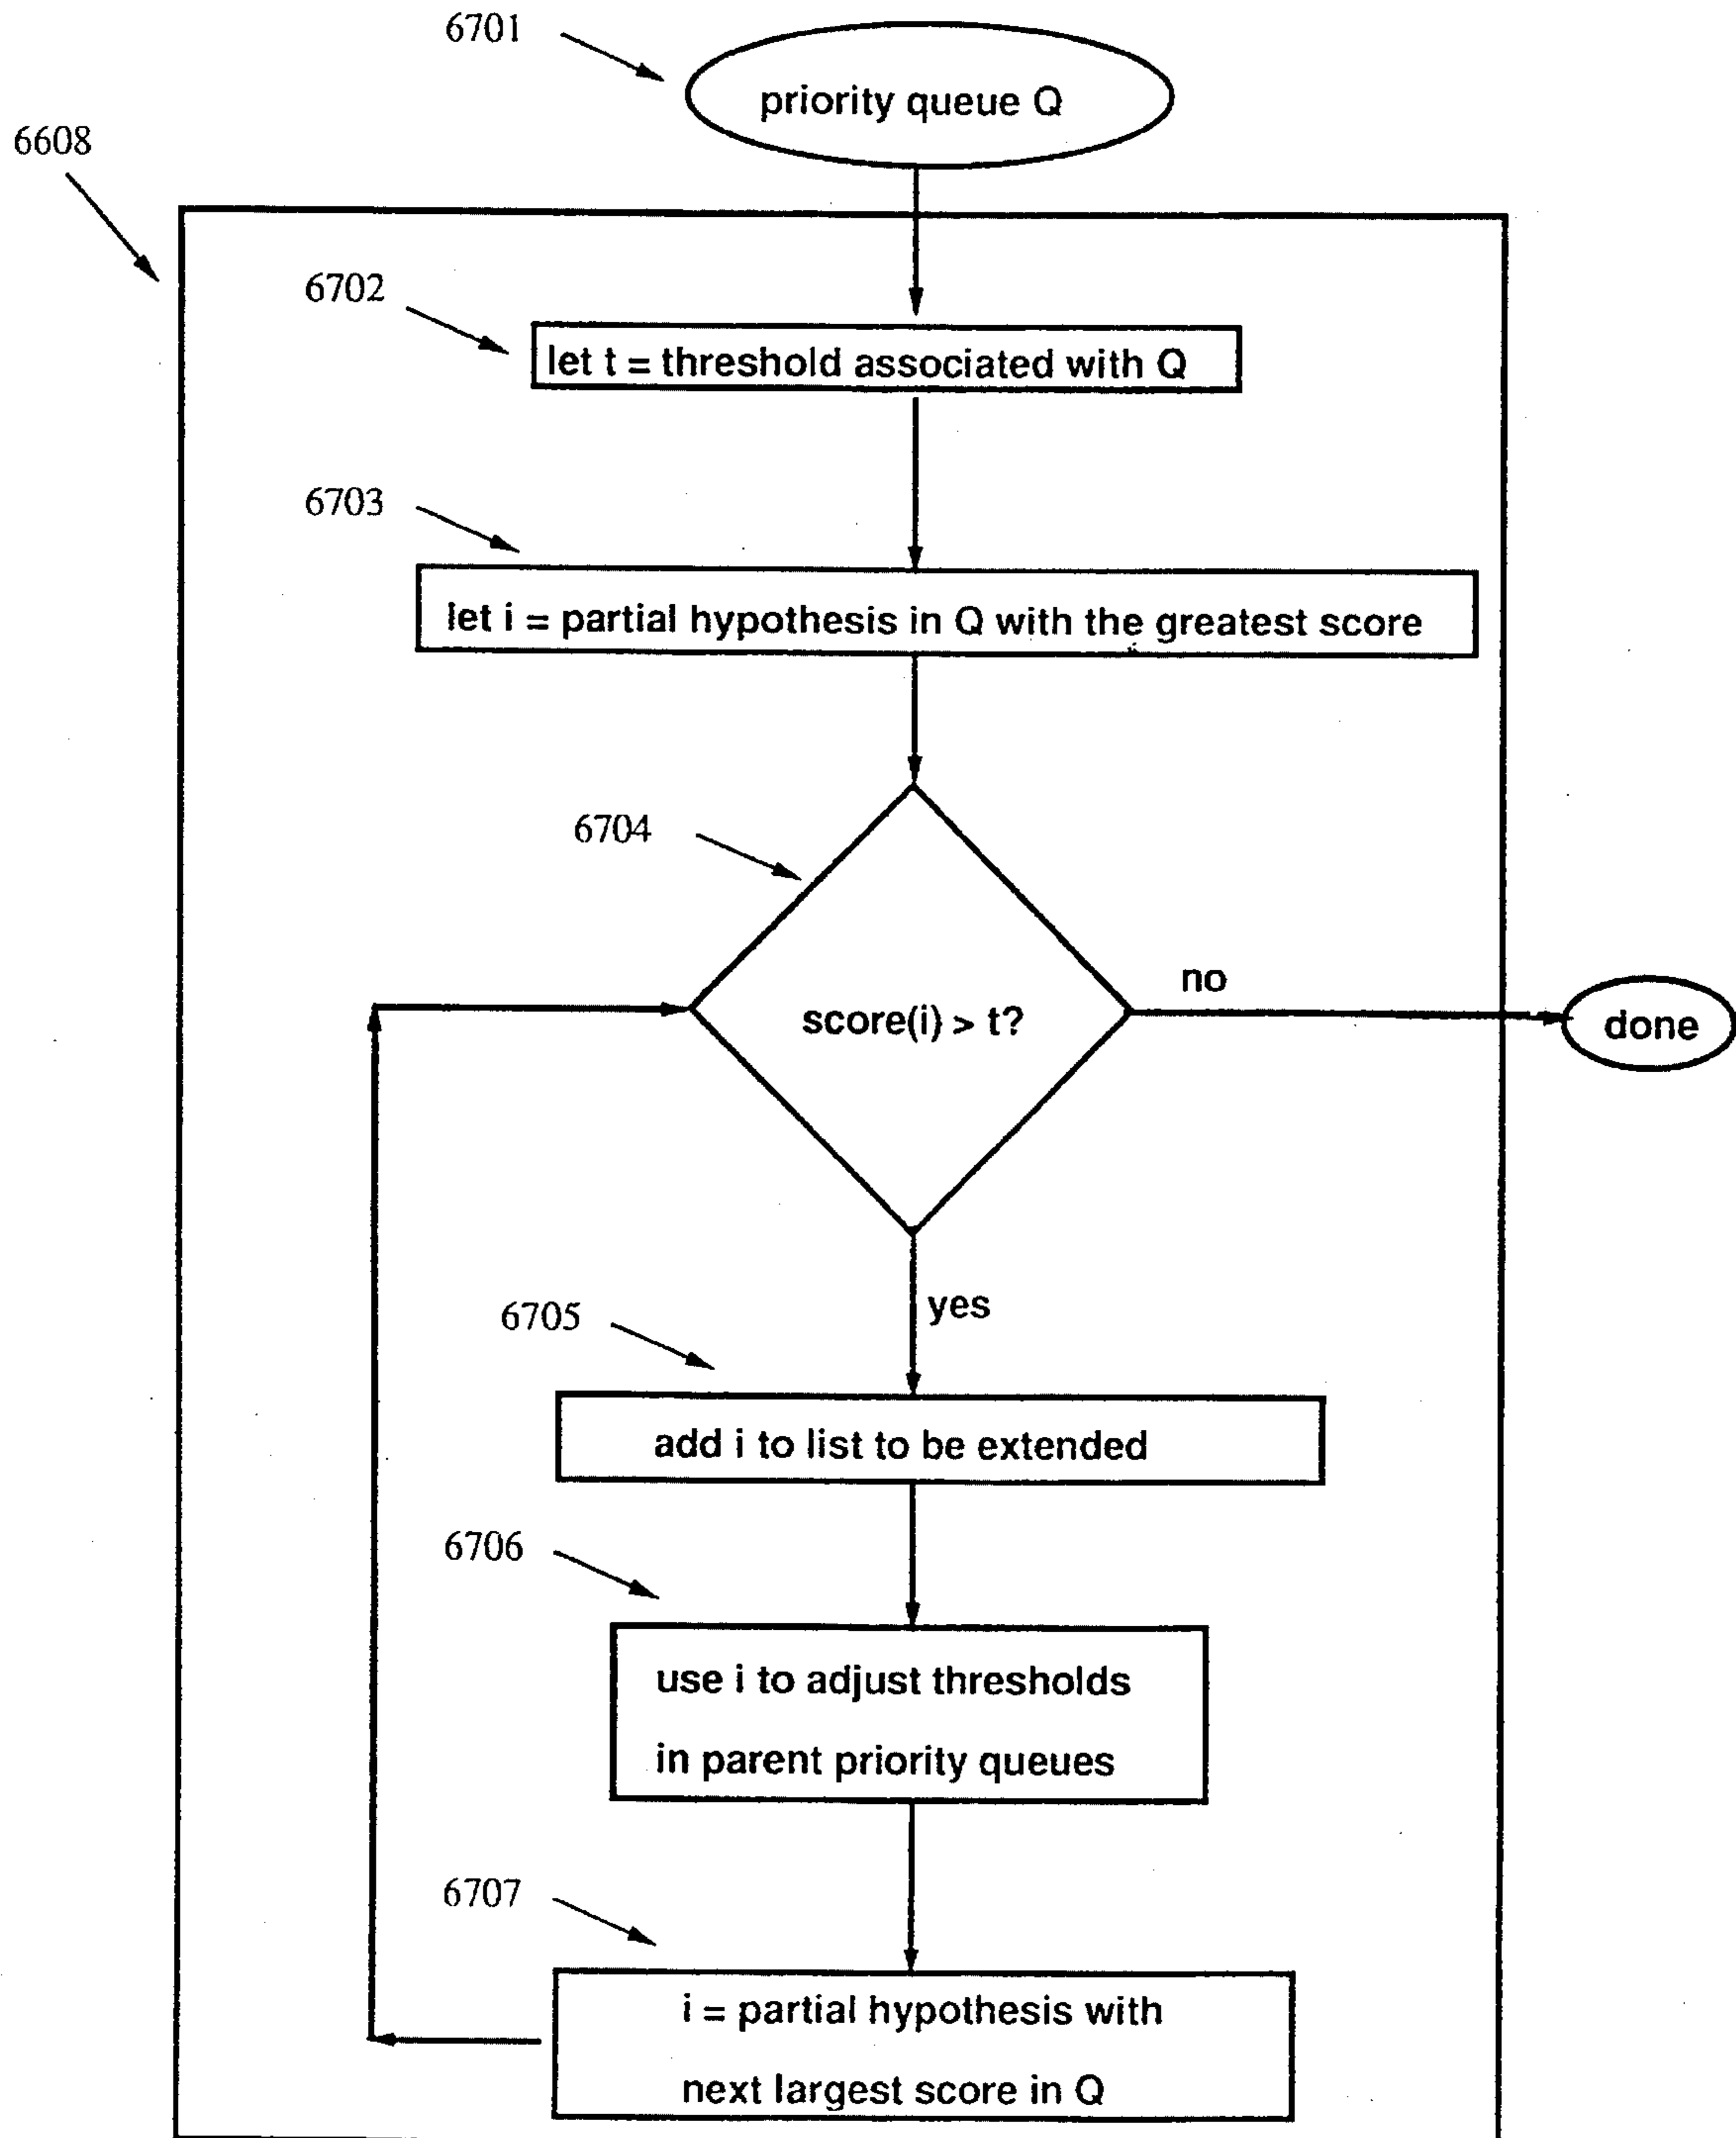 6701
priority queue Q
6608
6702
let t = threshold associated with Q
6703
let i = partial hypothesis in Q with the greatest score
6704
score(i) > t?
no
done
yes
6705
add i to list to be extended
6706
use i to adjust thresholds
in parent priority queues
6707
i = partial hypothesis with
next largest score in Q